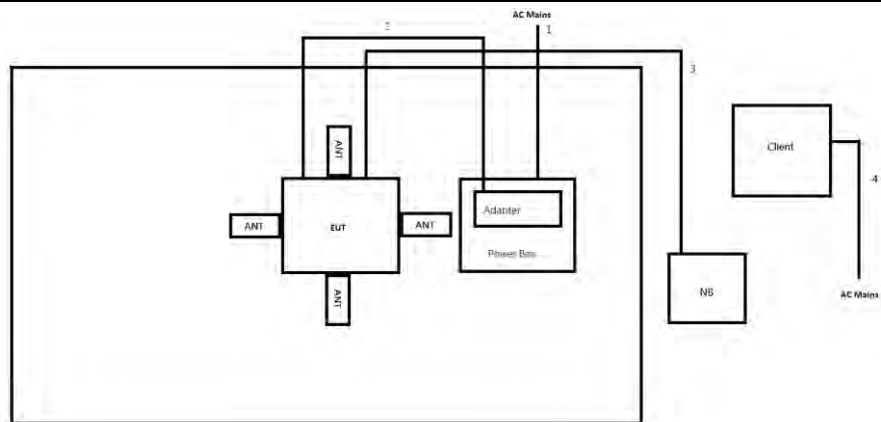 AC Mains
2
1
3
ANT
Client
4
ANT
EUT
ANT
Adapter
Power Box
ANT
NB
AC Mains